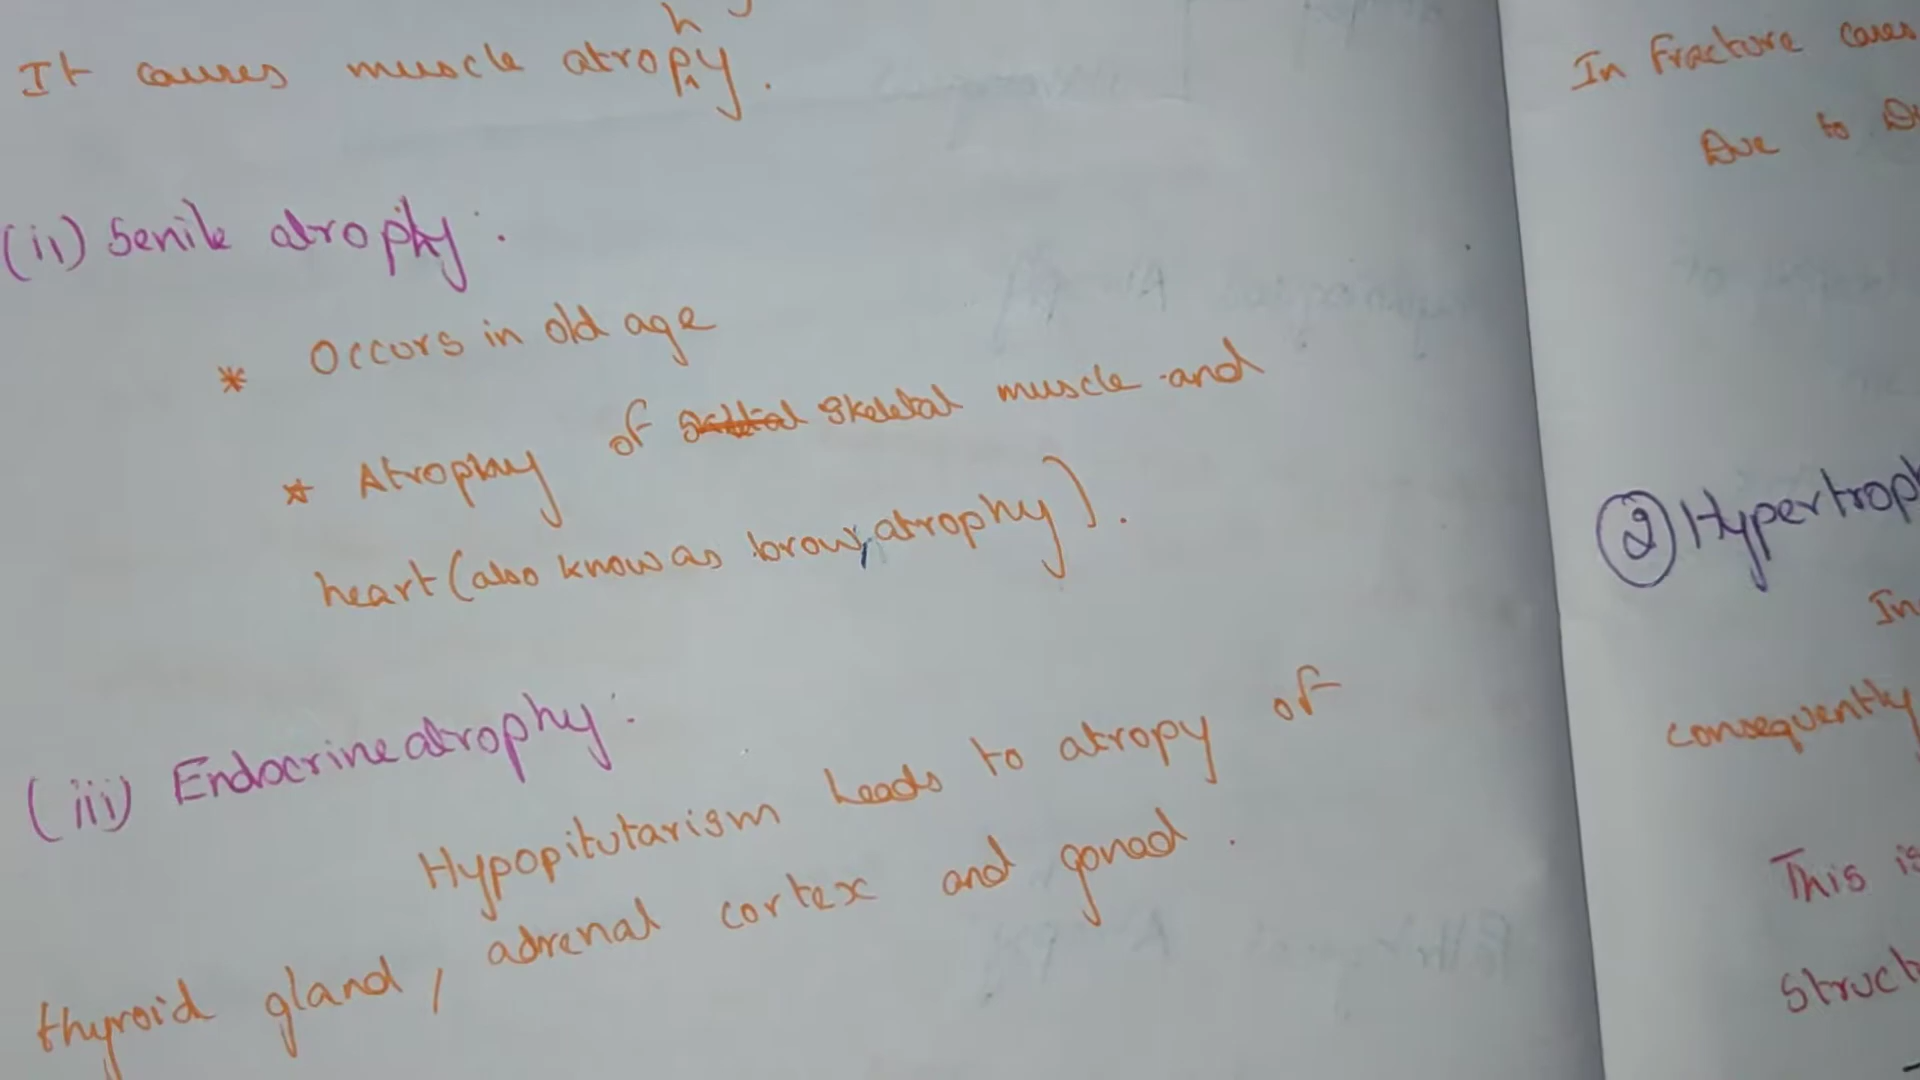 It causes muscle atrophy.
(ii) Senile atrophy:
* Occurs in old age
* Atrophy of skeletal muscle and
heart (also know as brown atrophy).
(iii) Endocrine atrophy:
Hypopitutarism leads to atropy of
thyroid gland, adrenal cortex and gonad.
In fracture cases
Due to
② Hypertroph
In
consequently
This is
Struct